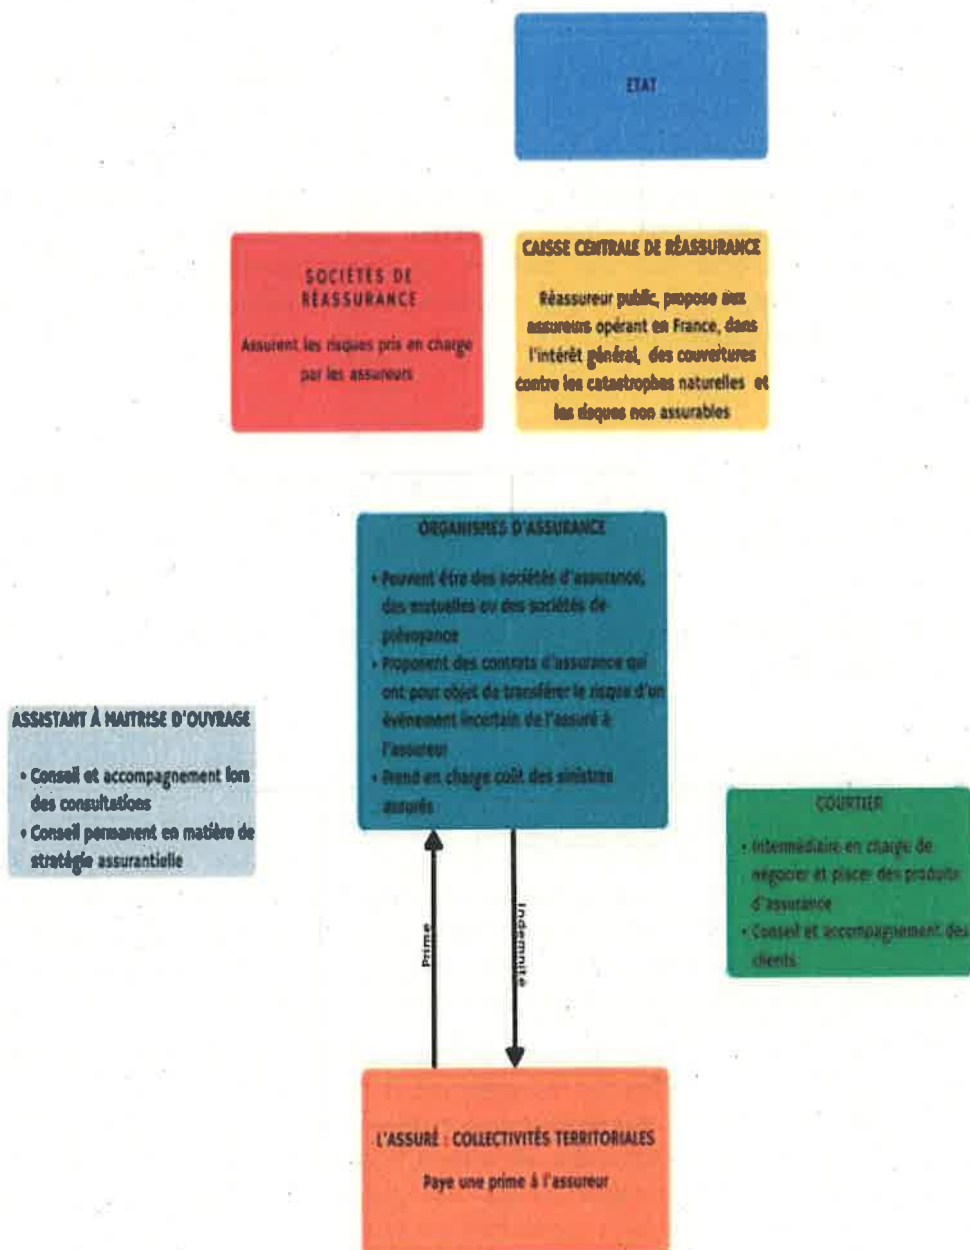 ETAT
SOCIÉTÉS DE
RÉASSURANCE
Assurent les risques pris en charge
par les assureurs
CAISSE CENTRALE DE RÉASSURANCE
Réassureur public, propose aux
assureurs opérant en France, dans
l'intérêt général, des couvertures
contre les catastrophes naturelles et
les risques non assurables
ORGANISMES D'ASSURANCE
• Peuvent être des sociétés d'assurance,
des mutuelles ou des sociétés de
prévoyance
• Proposent des contrats d'assurance qui
ont pour objet de transférer le risque d'un
événement incertain de l'assuré à
l'assureur
• Prend en charge coût des sinistres
assurés
ASSISTANT À MAITRISE D'OUVRAGE
• Conseil et accompagnement lors
des consultations
• Conseil permanent en matière de
stratégie assurantielle
COURTIER
• Intermédiaire en charge de
négocier et placer des produits
d'assurance
• Conseil et accompagnement des
clients
Prime
Indemnité
L'ASSURÉ : COLLECTIVITÉS TERRITORIALES
Paye une prime à l'assureur